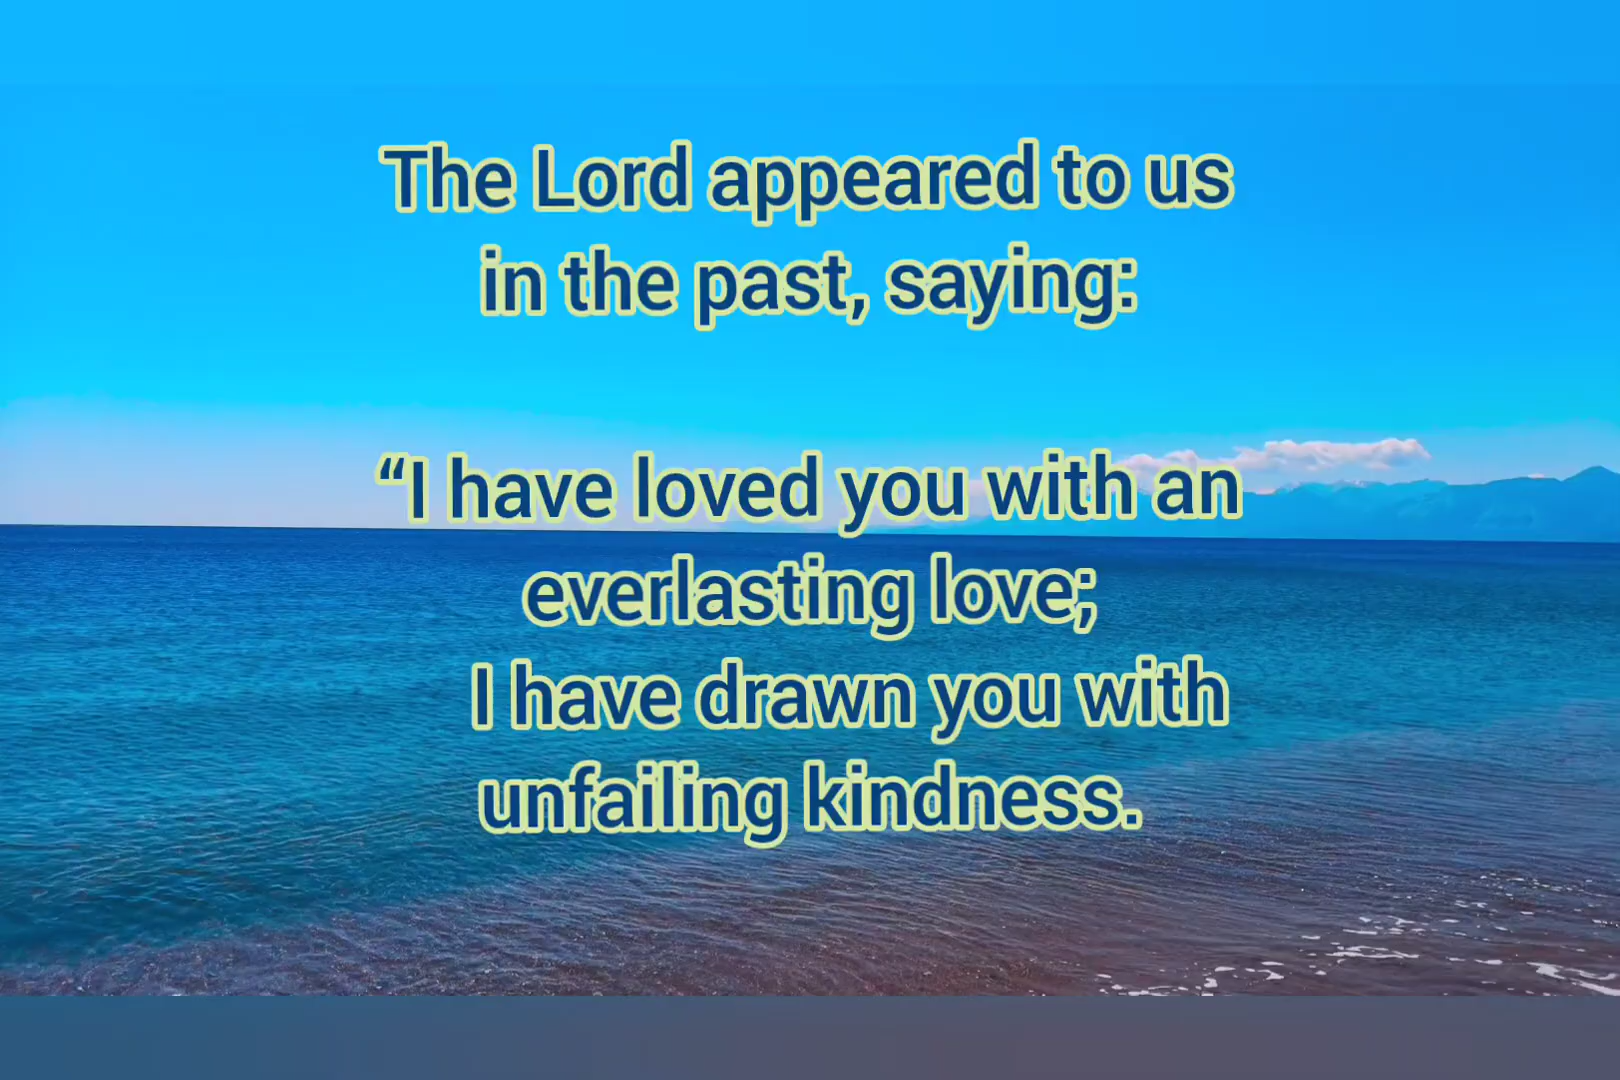 The Lord appeared to us
in the past, saying:
“I have loved you with an
everlasting love;
I have drawn you with
unfailing kindness.